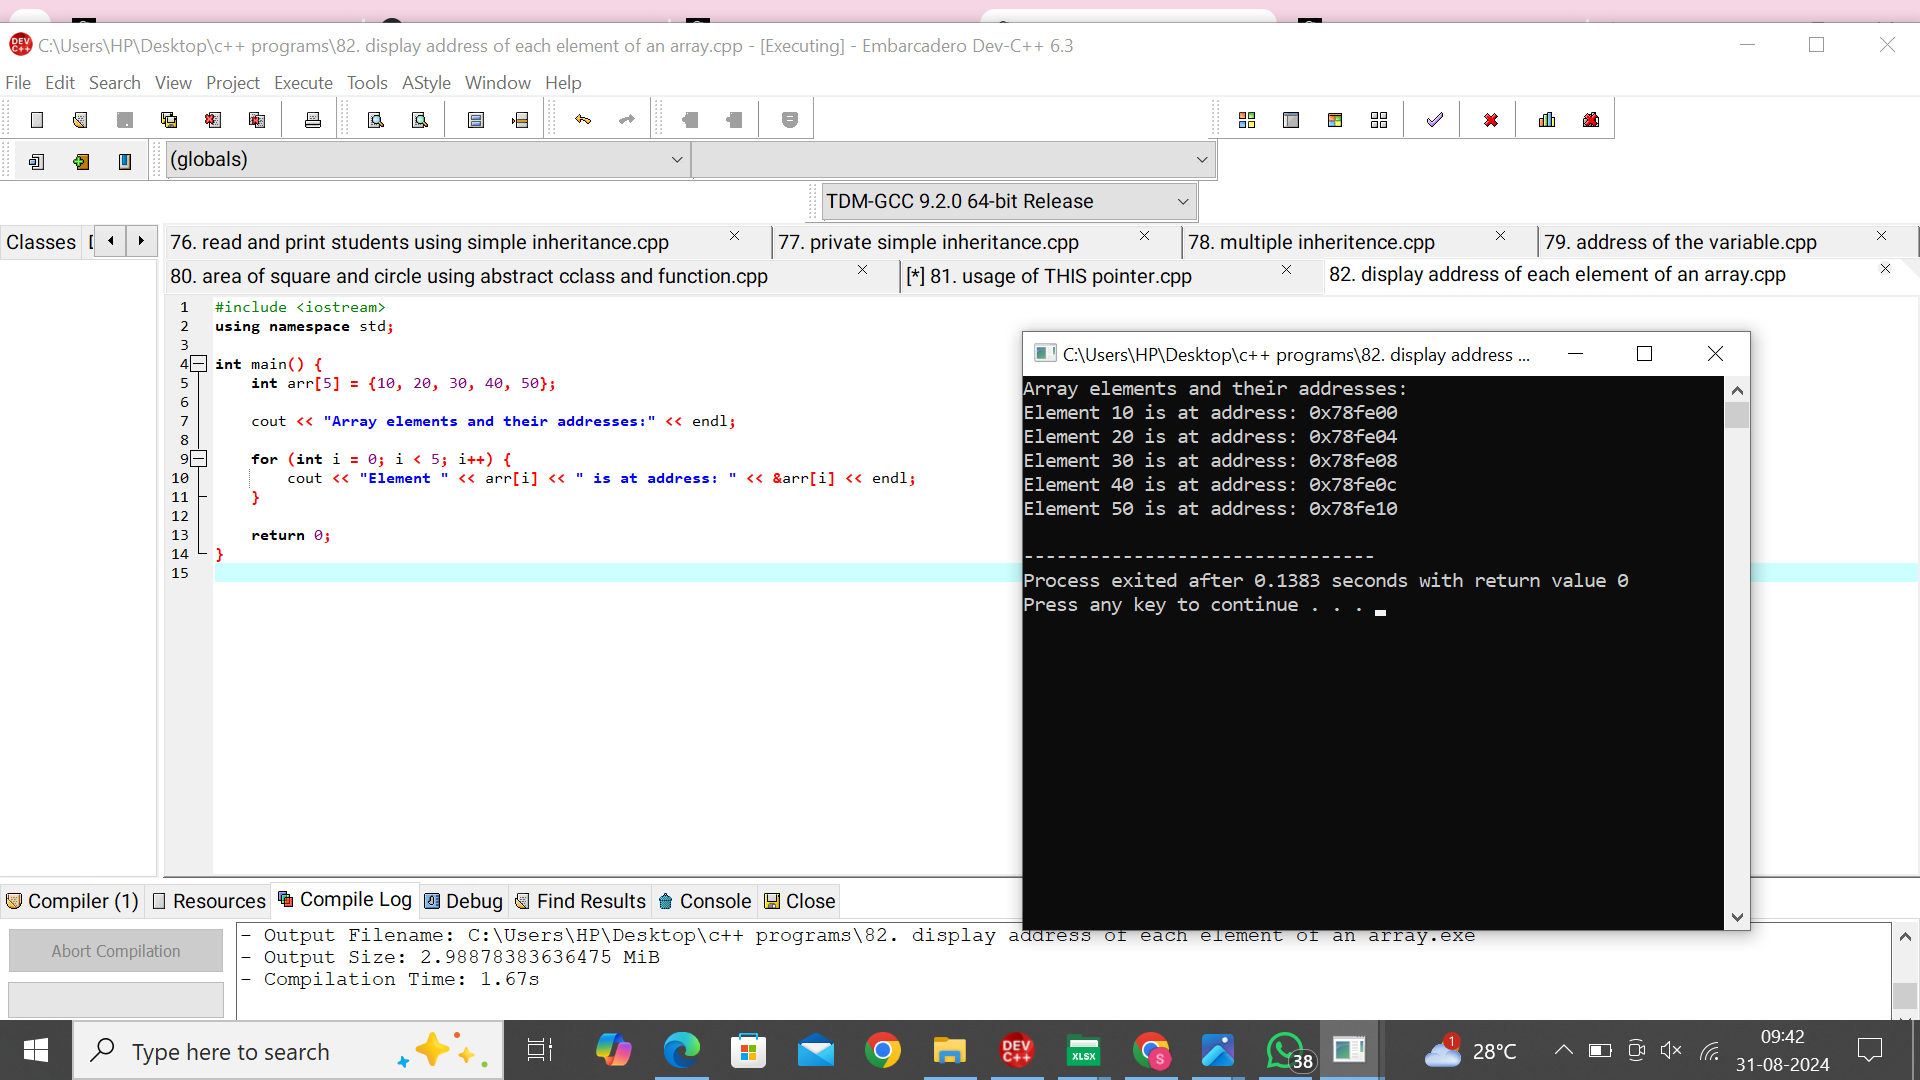 C:\Users\HP\Desktop\c++ programs\82. display address of each element of an array.cpp - [Executing] - Embarcadero Dev-C++ 6.3
File Edit Search View Project Execute Tools AStyle Window Help
(globals)
TDM-GCC 9.2.0 64-bit Release
Classes
76. read and print students using simple inheritance.cpp
77. private simple inheritance.cpp
78. multiple inheritence.cpp
79. address of the variable.cpp
80. area of square and circle using abstract cclass and function.cpp
[*] 81. usage of THIS pointer.cpp
82. display address of each element of an array.cpp
1 #include <iostream>
2 using namespace std;
3
4 int main() {
5 int arr[5] = {10, 20, 30, 40, 50};
6
7 cout << "Array elements and their addresses:" << endl;
8
9 for (int i = 0; i < 5; i++) {
10 cout << "Element " << arr[i] << " is at address: " << &arr[i] << endl;
11 }
12
13 return 0;
14 }
15
C:\Users\HP\Desktop\c++ programs\82. display address ...
Array elements and their addresses:
Element 10 is at address: 0x78fe00
Element 20 is at address: 0x78fe04
Element 30 is at address: 0x78fe08
Element 40 is at address: 0x78fe0c
Element 50 is at address: 0x78fe10
--------------------------------
Process exited after 0.1383 seconds with return value 0
Press any key to continue . . .
Compiler (1) Resources Compile Log Debug Find Results Console Close
Abort Compilation
- Output Filename: C:\Users\HP\Desktop\c++ programs\82. display address of each element of an array.exe
- Output Size: 2.98878383636475 MiB
- Compilation Time: 1.67s
Type here to search
DEV C++
XLSX
S
38
1
28°C
09:42
31-08-2024